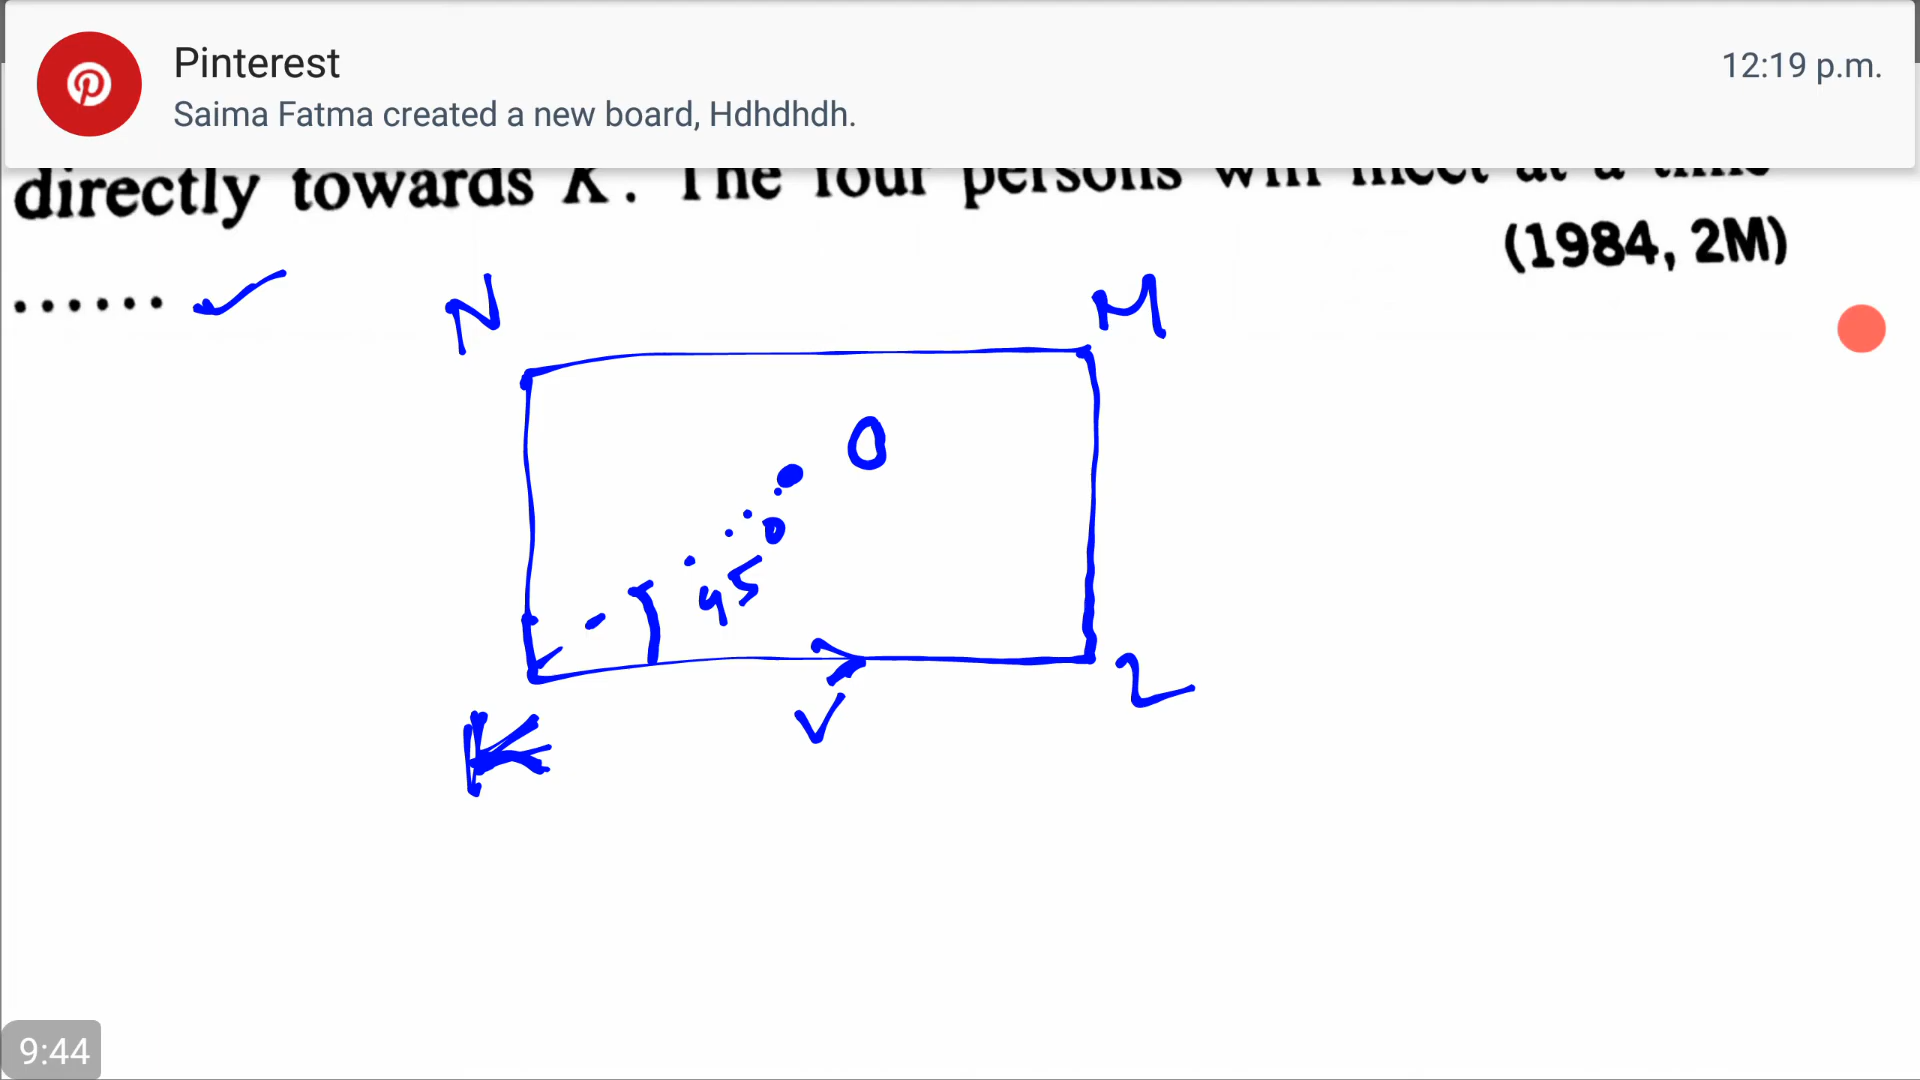 Pinterest
12:19 p.m.
Saima Fatma created a new board, Hdhdhdh.
directly towards K. The four persons will meet at a time
(1984, 2M)
...... ✓
N
M
O
45°
V
L
K
9:44